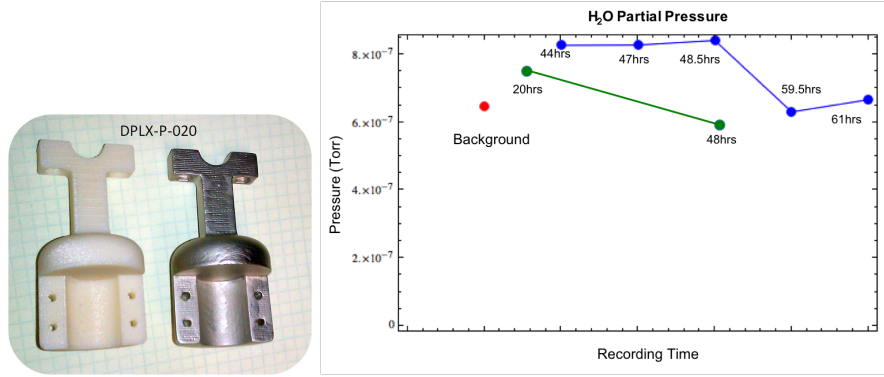 DPLX-P-020
H₂O Partial Pressure
Pressure (Torr)
8.×10⁻⁷
6.×10⁻⁷
4.×10⁻⁷
2.×10⁻⁷
0
44hrs
47hrs
48.5hrs
59.5hrs
61hrs
20hrs
48hrs
Background
Recording Time